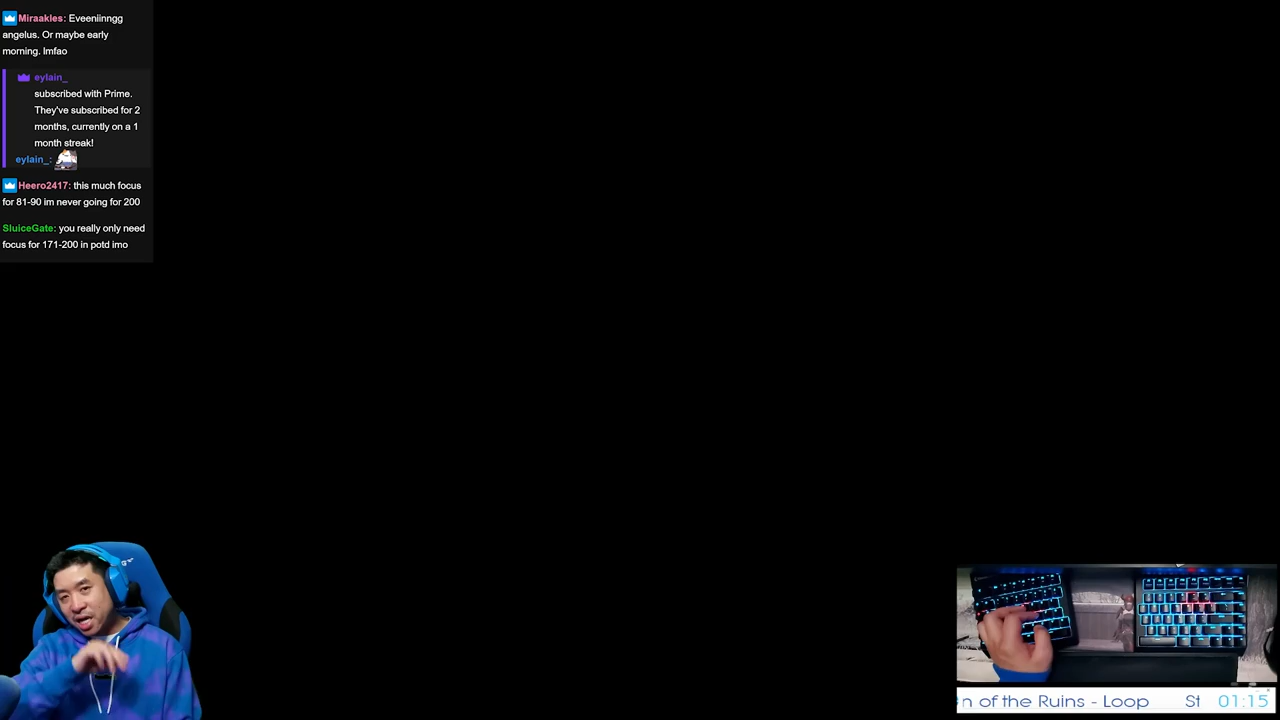 Miraakles: Eveeniinngg
angelus. Or maybe early
morning. lmfao
eylain_
subscribed with Prime.
They've subscribed for 2
months, currently on a 1
month streak!
eylain_:
Heero2417: this much focus
for 81-90 im never going for 200
SluiceGate: you really only need
focus for 171-200 in potd imo
n of the Ruins - Loop St 01:15